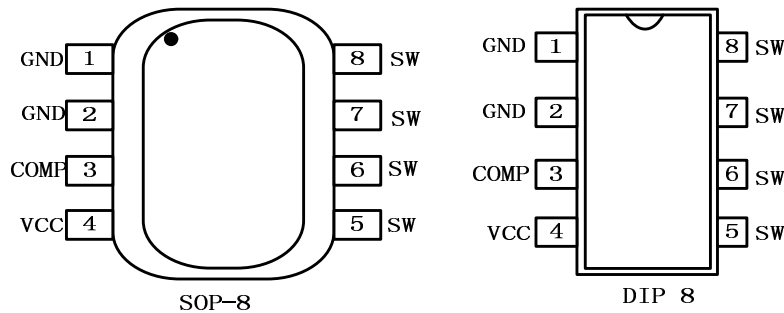 GND 1 8 SW
GND 2 7 SW
COMP 3 6 SW
VCC 4 5 SW
SOP-8
GND 1 8 SW
GND 2 7 SW
COMP 3 6 SW
VCC 4 5 SW
DIP 8